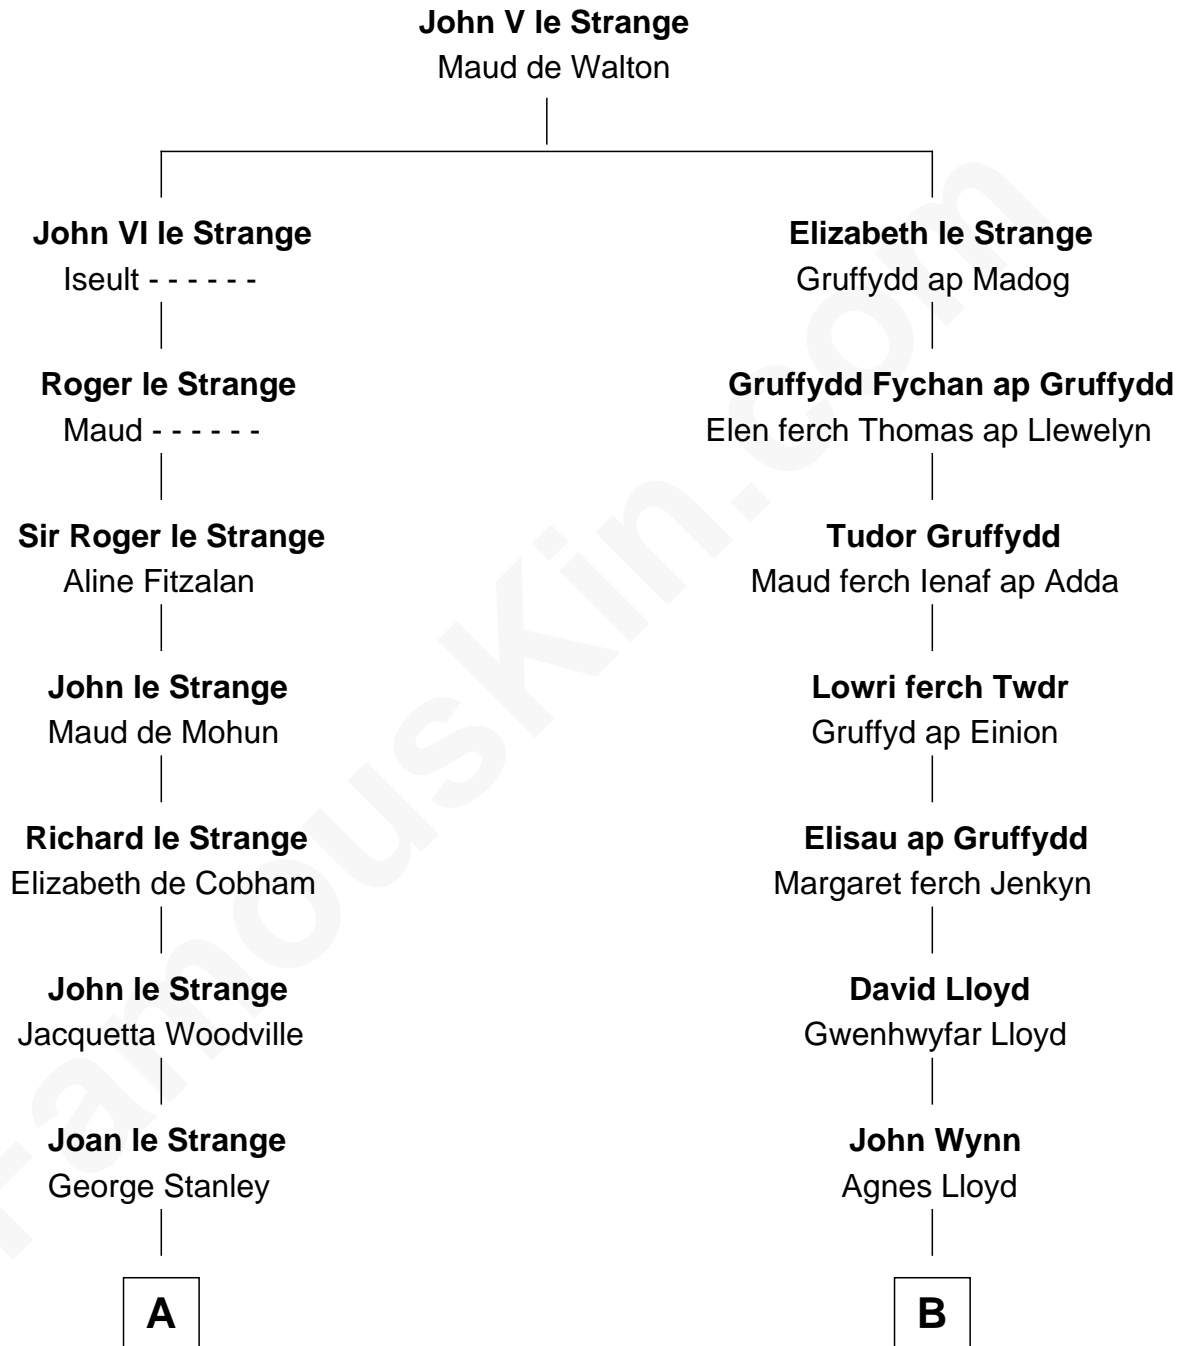 John V le Strange
Maud de Walton
John VI le Strange
Iseult - - - - - -
Elizabeth le Strange
Gruffydd ap Madog
Roger le Strange
Maud - - - - - -
Gruffydd Fychan ap Gruffydd
Elen ferch Thomas ap Llewelyn
Sir Roger le Strange
Aline Fitzalan
Tudor Gruffydd
Maud ferch Ienaf ap Adda
John le Strange
Maud de Mohun
Lowri ferch Twdr
Gruffyd ap Einion
Richard le Strange
Elizabeth de Cobham
Elisau ap Gruffydd
Margaret ferch Jenkyn
John le Strange
Jacquetta Woodville
David Lloyd
Gwenhwyfar Lloyd
Joan le Strange
George Stanley
John Wynn
Agnes Lloyd
A
B
FamousKin.com